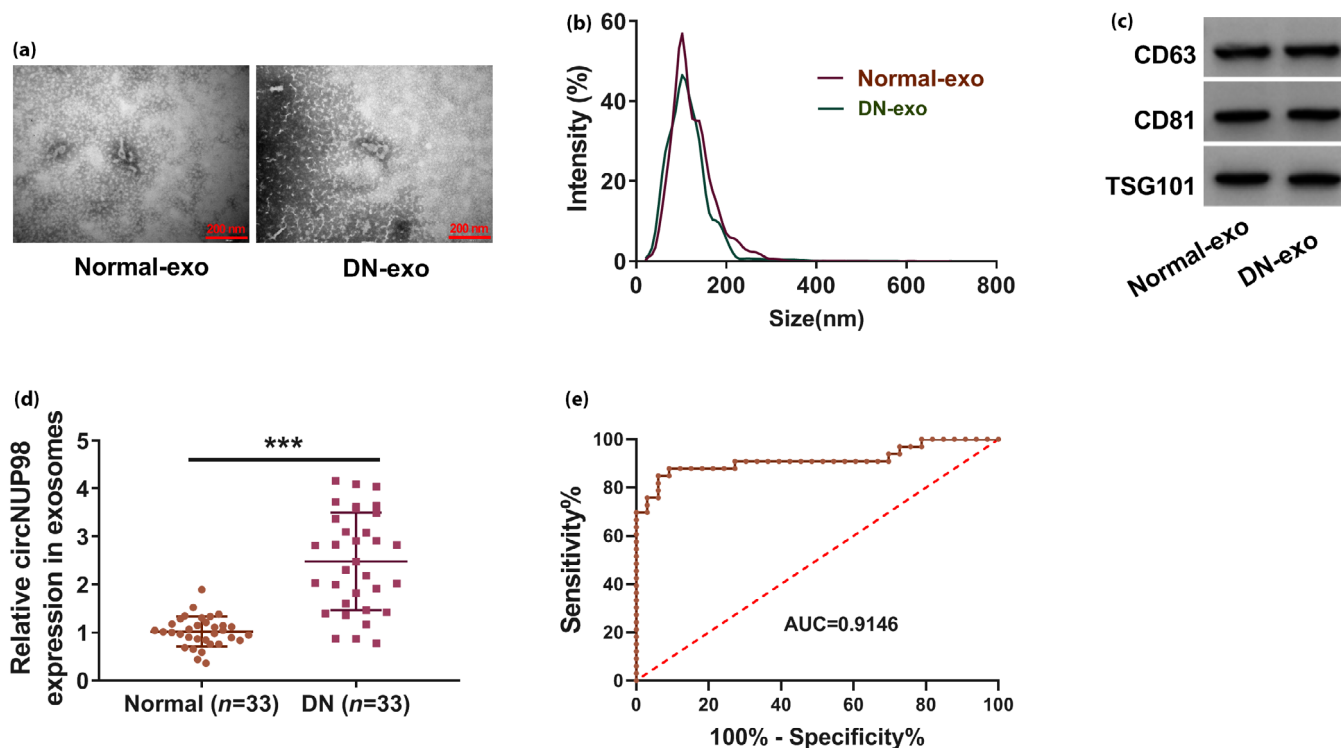 (a)
200 nm
200 nm
Normal-exo
DN-exo
(b)
60
40
20
0
Intensity (%)
Normal-exo
DN-exo
0
200
400
600
800
Size(nm)
(c)
CD63
CD81
TSG101
Normal-exo
DN-exo
(d)
Relative circNUP98
expression in exosomes
5
4
3
2
1
0
***
Normal (n=33)
DN (n=33)
(e)
Sensitivity%
100
80
60
40
20
0
AUC=0.9146
0
20
40
60
80
100
100% - Specificity%